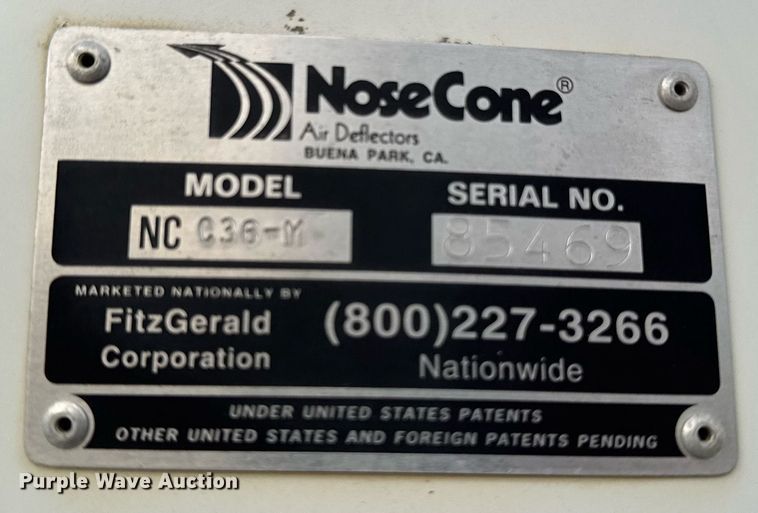 NoseCone®
Air Deflectors
BUENA PARK, CA.
MODEL SERIAL NO.
NC C36-M 85469
MARKETED NATIONALLY BY
FitzGerald (800)227-3266
Corporation Nationwide
UNDER UNITED STATES PATENTS
OTHER UNITED STATES AND FOREIGN PATENTS PENDING
Purple Wave Auction